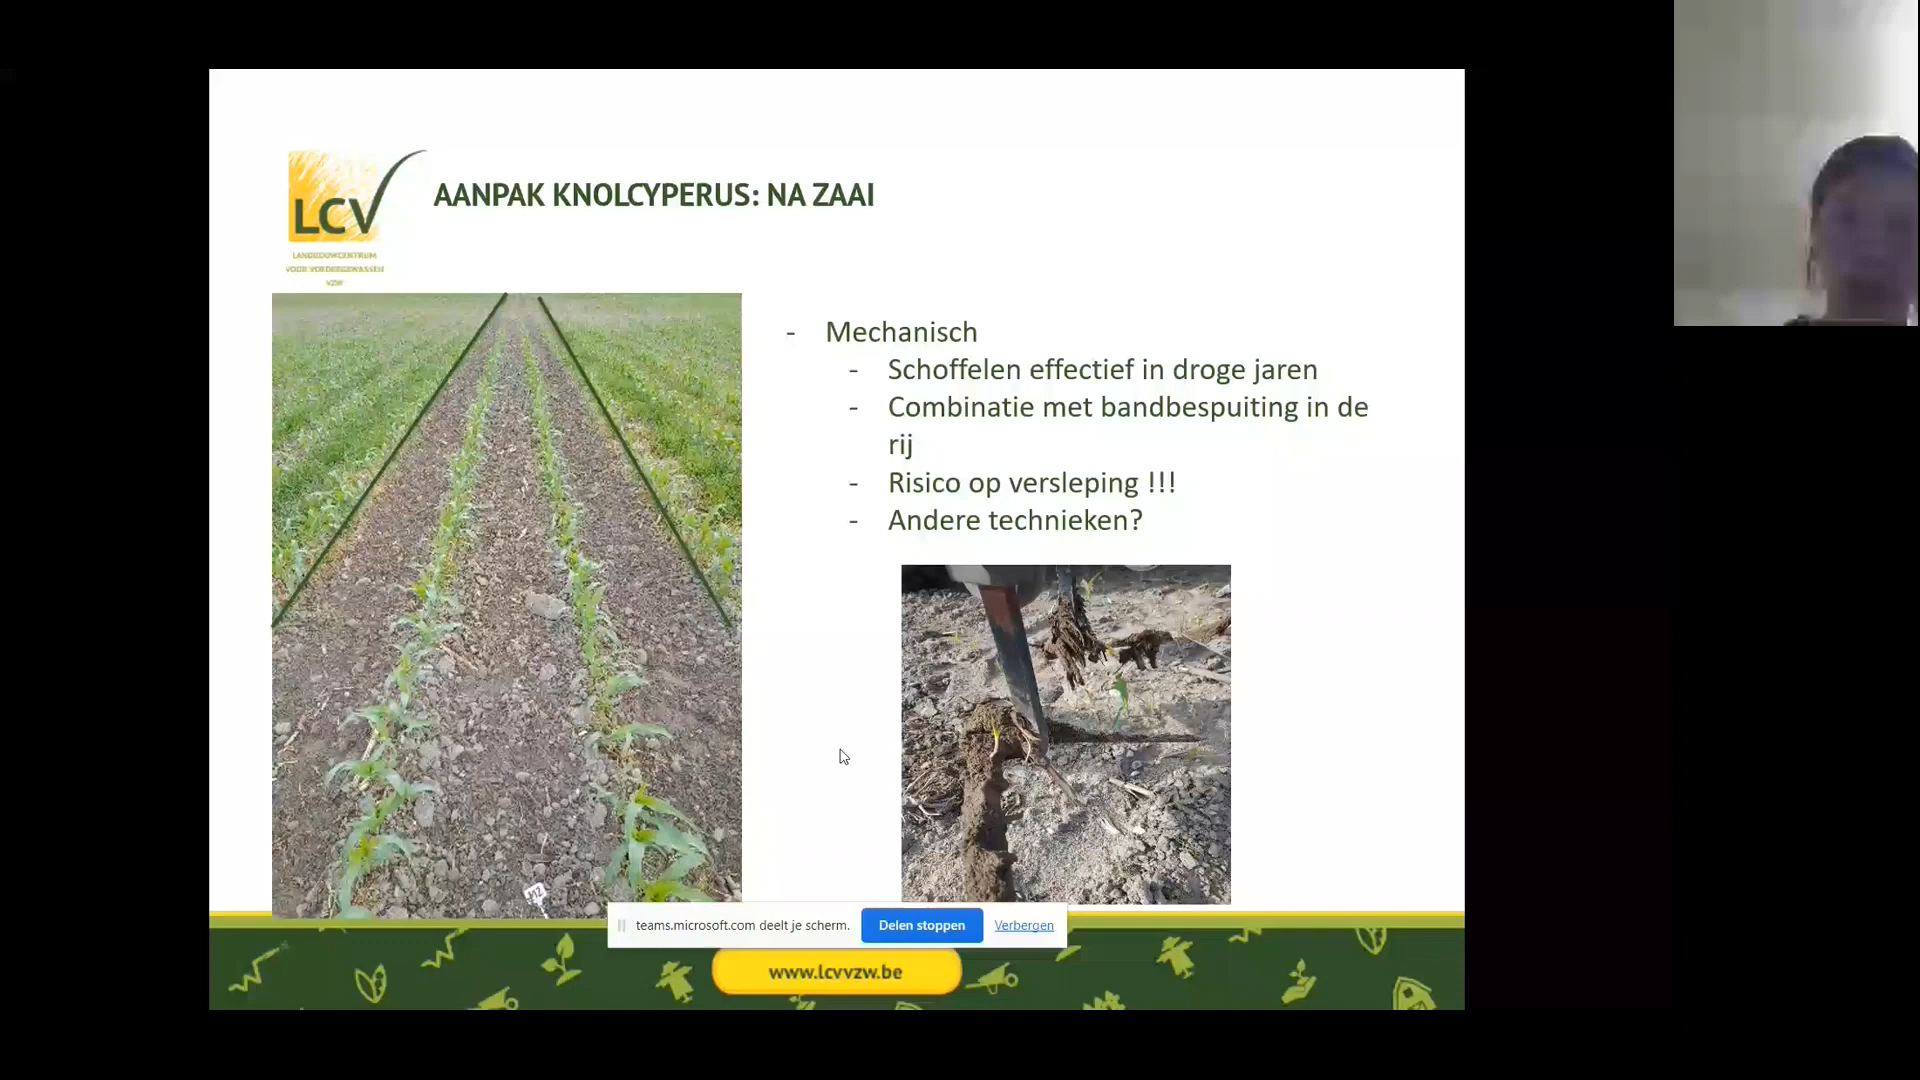 LCV
LANDBOUWCENTRUM
VOOR VOEDERGEWASSEN
VZW
AANPAK KNOLCYPERUS: NA ZAAI
- Mechanisch
- Schoffelen effectief in droge jaren
- Combinatie met bandbespuiting in de
rij
- Risico op versleping !!!
- Andere technieken?
teams.microsoft.com deelt je scherm.
Delen stoppen
Verbergen
www.lcvvzw.be